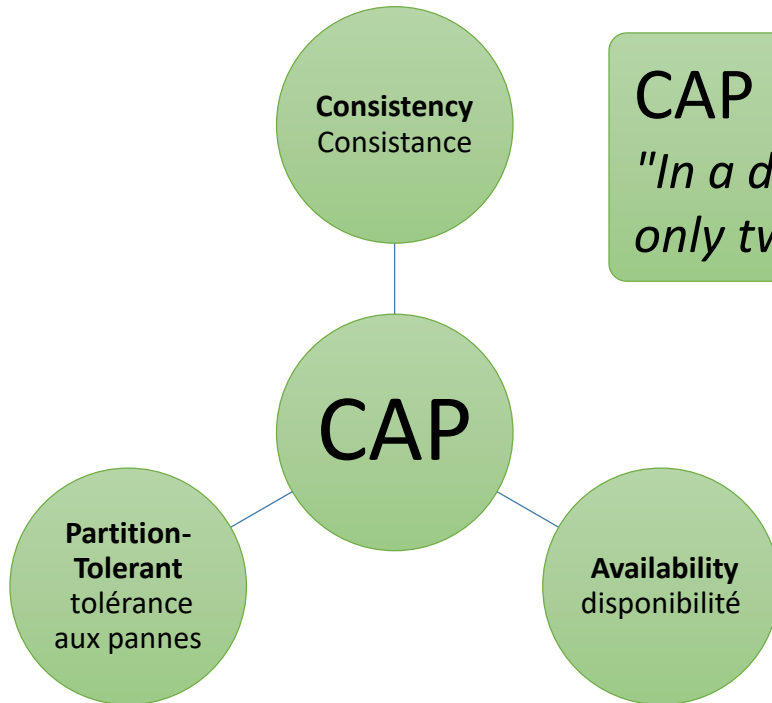 Consistency
Consistance
CAP
"In a d
only tw
CAP
Partition-
Tolerant
tolérance
aux pannes
Availability
disponibilité